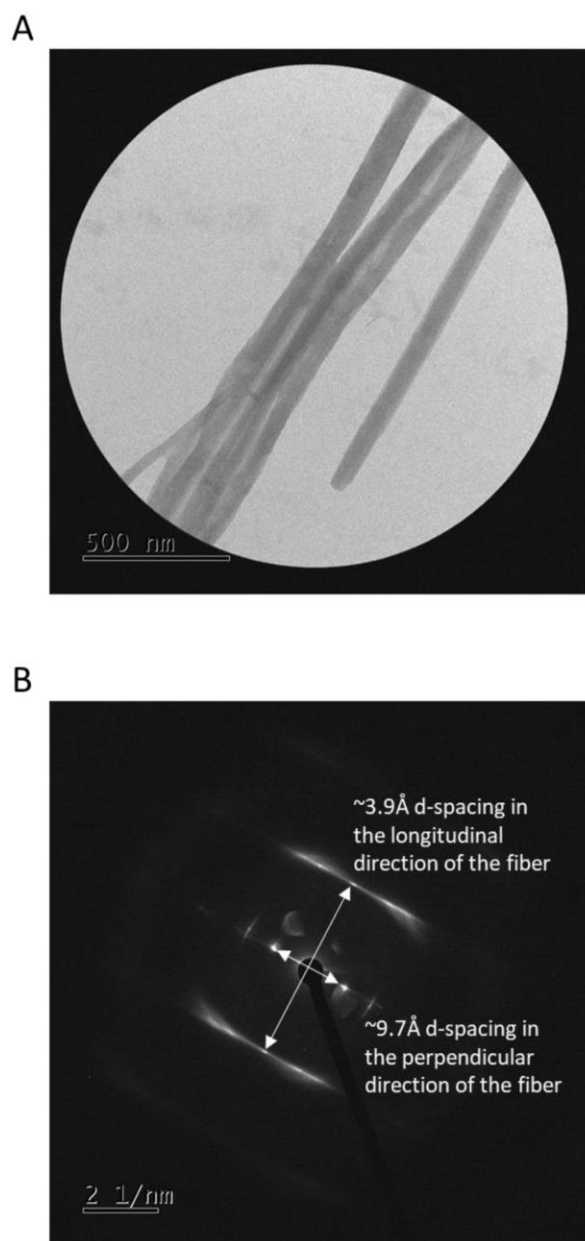 A
500 nm
B
~3.9Å d-spacing in
the longitudinal
direction of the fiber
~9.7Å d-spacing in
the perpendicular
direction of the fiber
2 1/nm